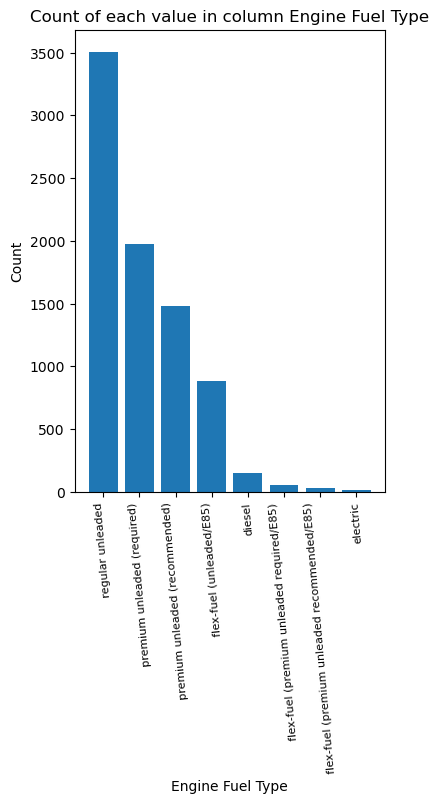 Count of each value in column Engine Fuel Type
3500
3000
2500
2000
1500
1000
500
0
Count
regular unleaded
premium unleaded (required)
premium unleaded (recommended)
flex-fuel (unleaded/E85)
diesel
flex-fuel (premium unleaded required/E85)
flex-fuel (premium unleaded recommended/E85)
electric
Engine Fuel Type